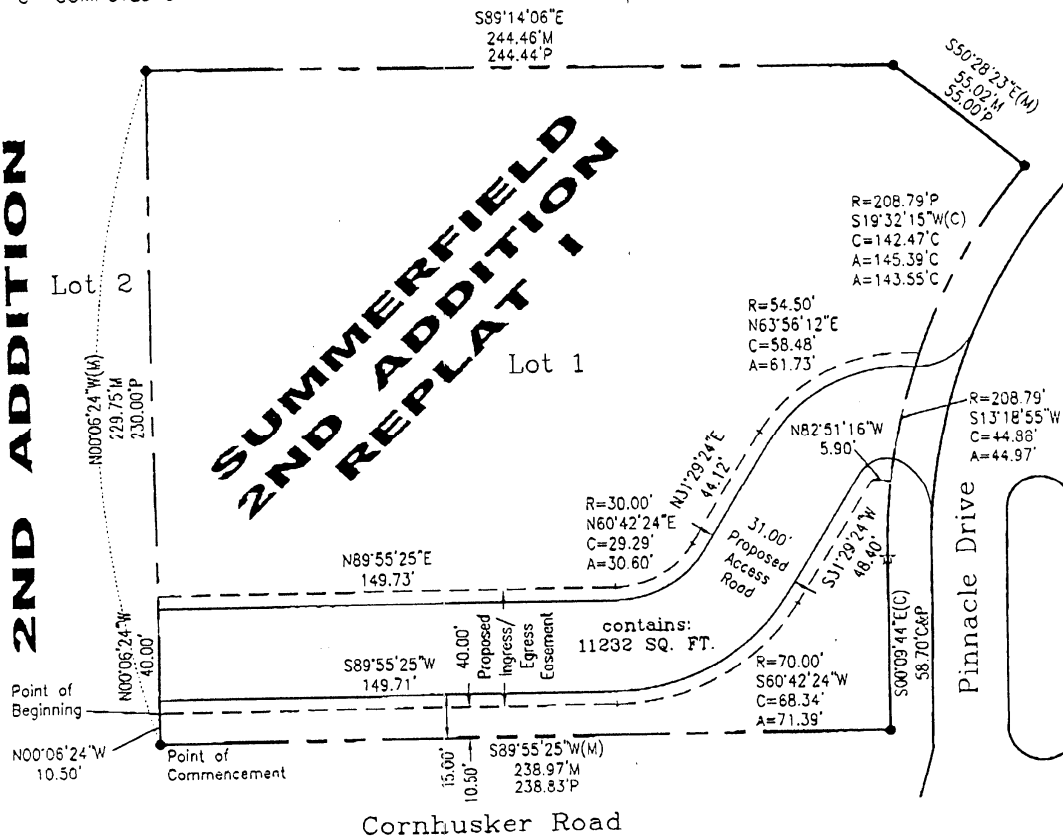 S89°14'06"E
244.46'M
244.44'P
S50°28'23"E(M)
55.02'M
55.00'P
2ND ADDITION
Lot 2
N00°06'24"W(M)
229.75'M
230.00'P
SUMMERFIELD
2ND ADDITION
REPLAT I
Lot 1
R=208.79'P
S19°32'15"W(C)
C=142.47'C
A=145.39'C
A=143.55'C
R=54.50'
N63°56'12"E
C=58.48'
A=61.73'
R=208.79'
S13°18'55"W
C=44.88'
A=44.97'
N82°51'16"W
5.90'
N31°29'24"E
44.12'
R=30.00'
N60°42'24"E
C=29.29'
A=30.60'
31.00'
Proposed
Access
Road
S31°29'24"W
48.40'
N89°55'25"E
149.73'
40.00'
Proposed
Ingress/
Egress
Easement
contains:
11232 SQ. FT.
S89°55'25"W
149.71'
N00°06'24"W
40.00'
R=70.00'
S60°42'24"W
C=68.34'
A=71.39'
S00°09'44"E(C)
58.70'C&P
Pinnacle Drive
Point of
Beginning
N00°06'24"W
10.50'
Point of
Commencement
15.00'
10.50'
S89°55'25"W(M)
238.97'M
238.83'P
Cornhusker Road